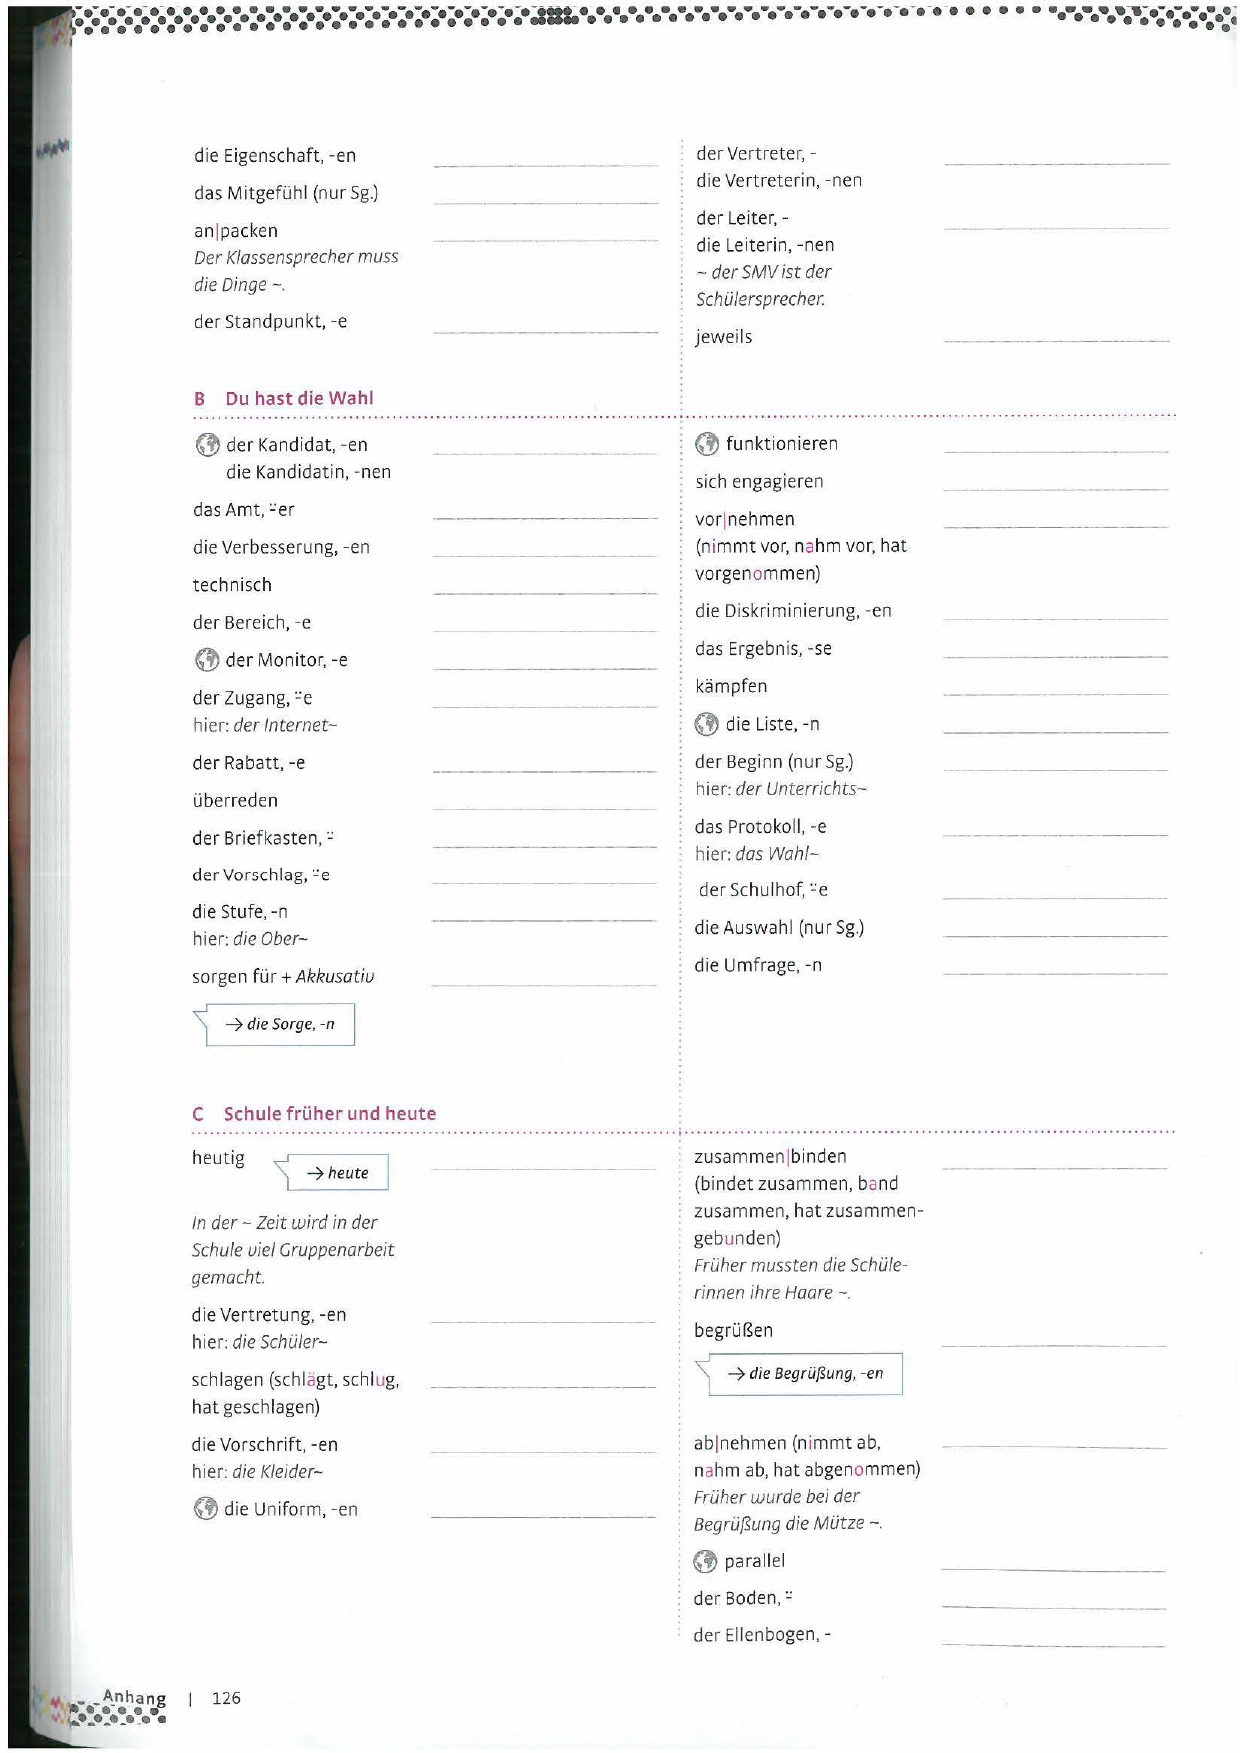 die Eigenschaft, -en
das Mitgefühl (nur Sg.)
an|packen
Der Klassensprecher muss
die Dinge ~.
der Standpunkt, -e
der Vertreter, -
die Vertreterin, -nen
der Leiter, -
die Leiterin, -nen
~ der SMV ist der
Schülersprecher.
jeweils
B Du hast die Wahl
der Kandidat, -en
die Kandidatin, -nen
das Amt, ¨-er
die Verbesserung, -en
technisch
der Bereich, -e
der Monitor, -e
der Zugang, ¨-e
hier: der Internet~
der Rabatt, -e
überreden
der Briefkasten, ¨-
der Vorschlag, ¨-e
die Stufe, -n
hier: die Ober~
sorgen für + Akkusativ
→ die Sorge, -n
funktionieren
sich engagieren
vor|nehmen
(nimmt vor, nahm vor, hat
vorgenommen)
die Diskriminierung, -en
das Ergebnis, -se
kämpfen
die Liste, -n
der Beginn (nur Sg.)
hier: der Unterrichts~
das Protokoll, -e
hier: das Wahl~
der Schulhof, ¨-e
die Auswahl (nur Sg.)
die Umfrage, -n
C Schule früher und heute
heutig
→ heute
In der ~ Zeit wird in der
Schule viel Gruppenarbeit
gemacht.
die Vertretung, -en
hier: die Schüler~
schlagen (schlägt, schlug,
hat geschlagen)
die Vorschrift, -en
hier: die Kleider~
die Uniform, -en
zusammen|binden
(bindet zusammen, band
zusammen, hat zusammen-
gebunden)
Früher mussten die Schüle-
rinnen ihre Haare ~.
begrüßen
→ die Begrüßung, -en
ab|nehmen (nimmt ab,
nahm ab, hat abgenommen)
Früher wurde bei der
Begrüßung die Mütze ~.
parallel
der Boden, ¨-
der Ellenbogen, -
Anhang | 126